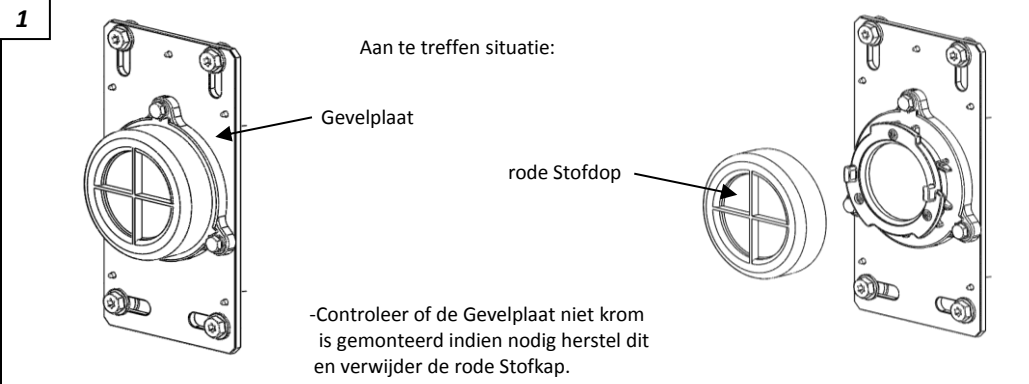 1
Aan te treffen situatie:
Gevelplaat
rode Stofdop
-Controleer of de Gevelplaat niet krom
is gemonteerd indien nodig herstel dit
en verwijder de rode Stofkap.